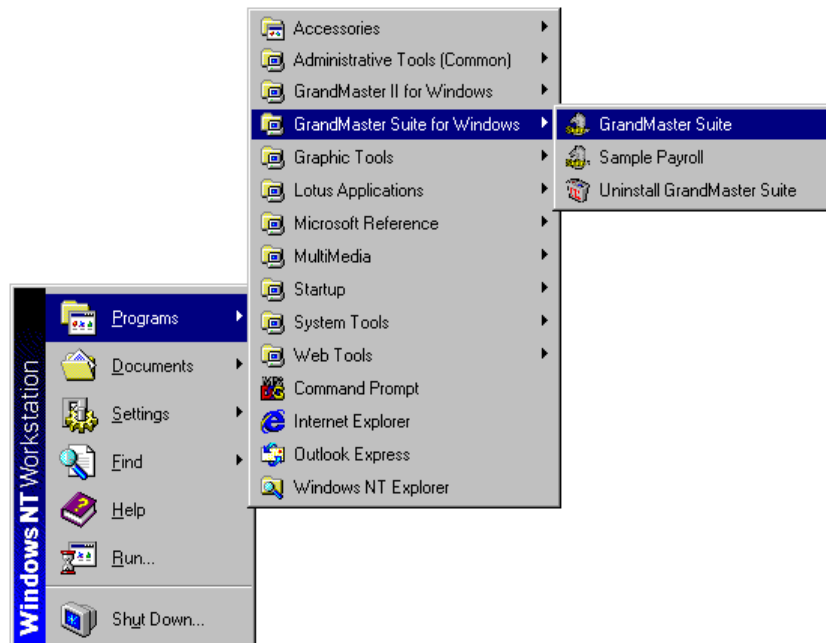 Accessories
Administrative Tools (Common)
GrandMaster II for Windows
GrandMaster Suite for Windows
Graphic Tools
Lotus Applications
Microsoft Reference
MultiMedia
Startup
System Tools
Web Tools
Command Prompt
Internet Explorer
Outlook Express
Windows NT Explorer
GrandMaster Suite
Sample Payroll
Uninstall GrandMaster Suite
Programs
Documents
Settings
Find
Help
Run...
Shut Down...
Windows NT Workstation